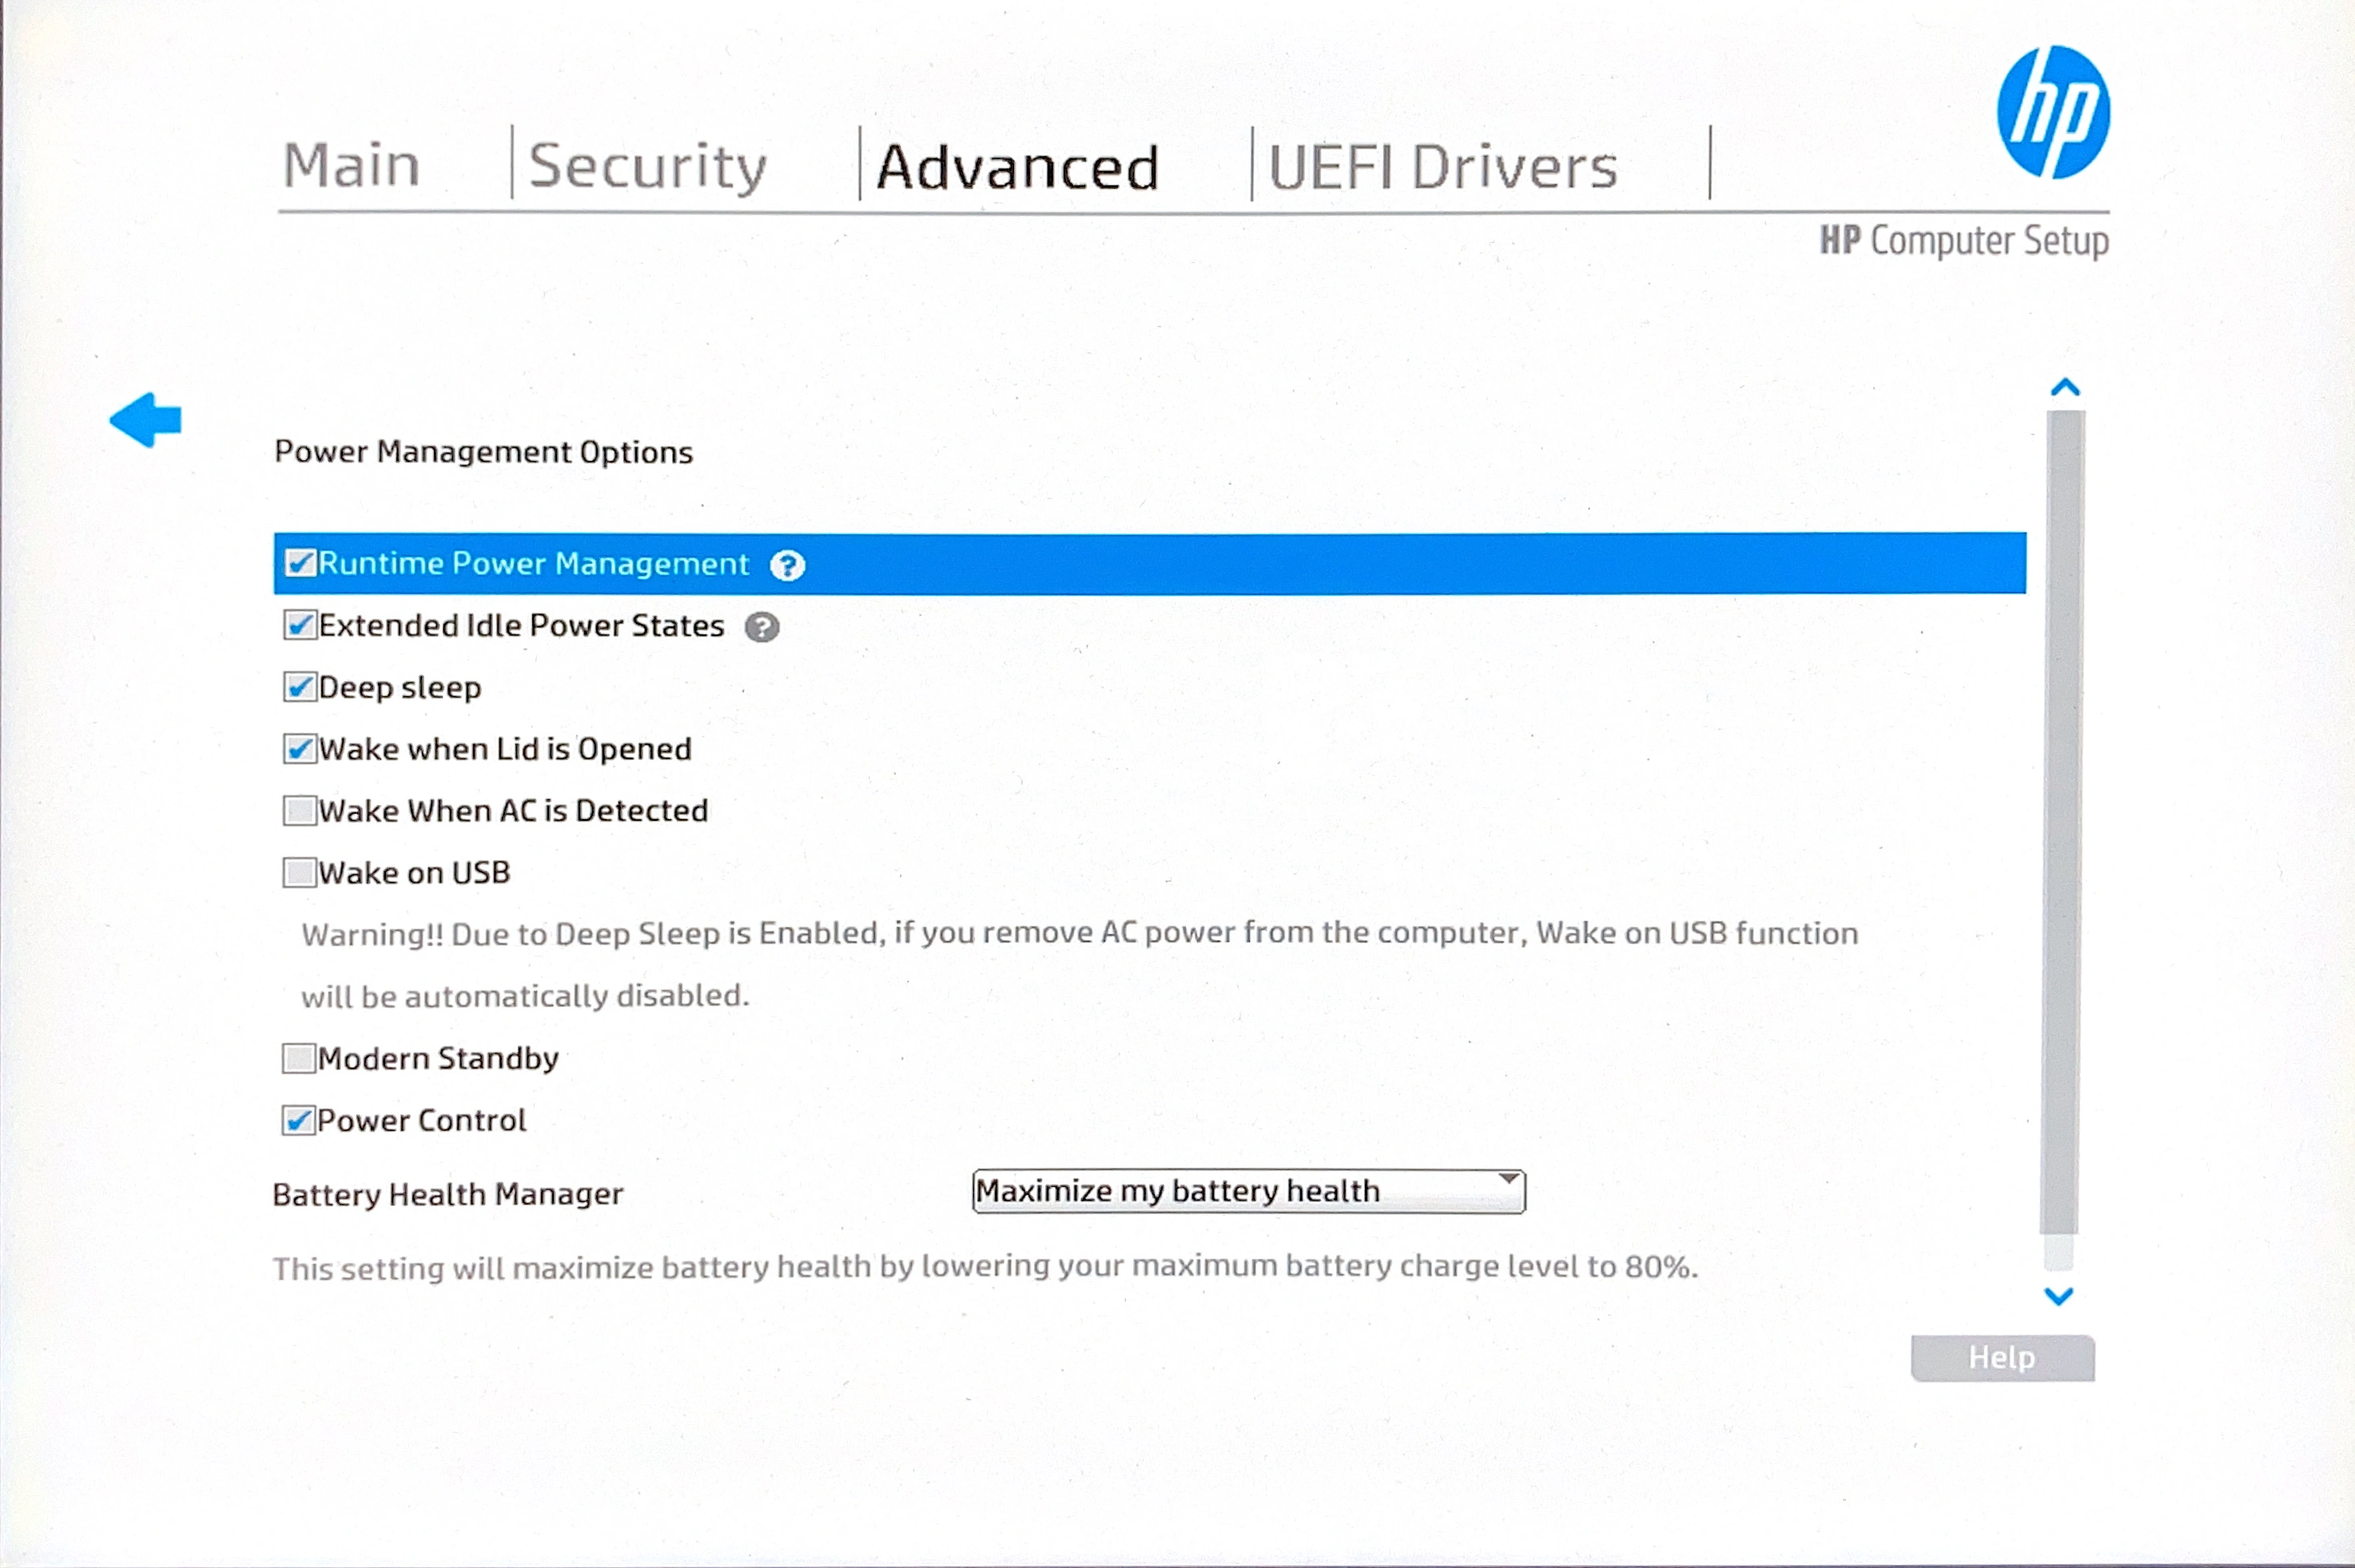 hp
Main
Security
Advanced
UEFI Drivers
HP Computer Setup
Power Management Options
Runtime Power Management ?
Extended Idle Power States ?
Deep sleep
Wake when Lid is Opened
Wake When AC is Detected
Wake on USB
Warning!! Due to Deep Sleep is Enabled, if you remove AC power from the computer, Wake on USB function
will be automatically disabled.
Modern Standby
Power Control
Battery Health Manager
Maximize my battery health
This setting will maximize battery health by lowering your maximum battery charge level to 80%.
Help